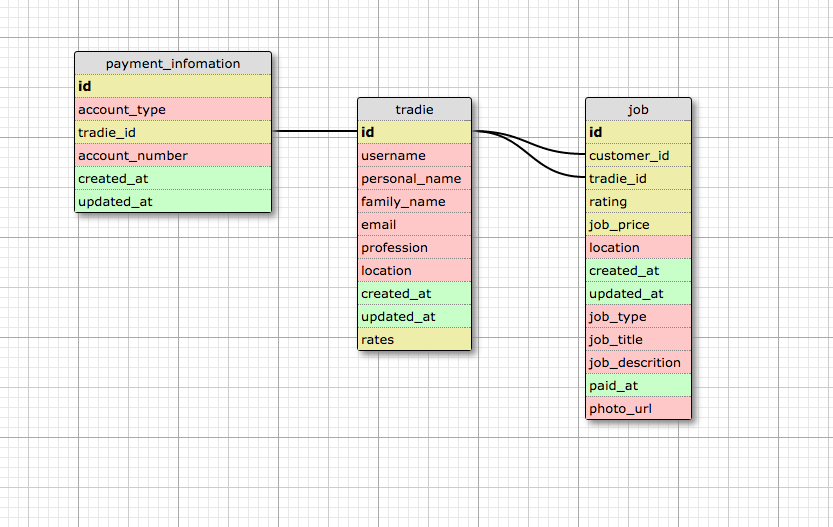 payment_infomation
id
account_type
tradie_id
account_number
created_at
updated_at
tradie
id
username
personal_name
family_name
email
profession
location
created_at
updated_at
rates
job
id
customer_id
tradie_id
rating
job_price
location
created_at
updated_at
job_type
job_title
job_descrition
paid_at
photo_url